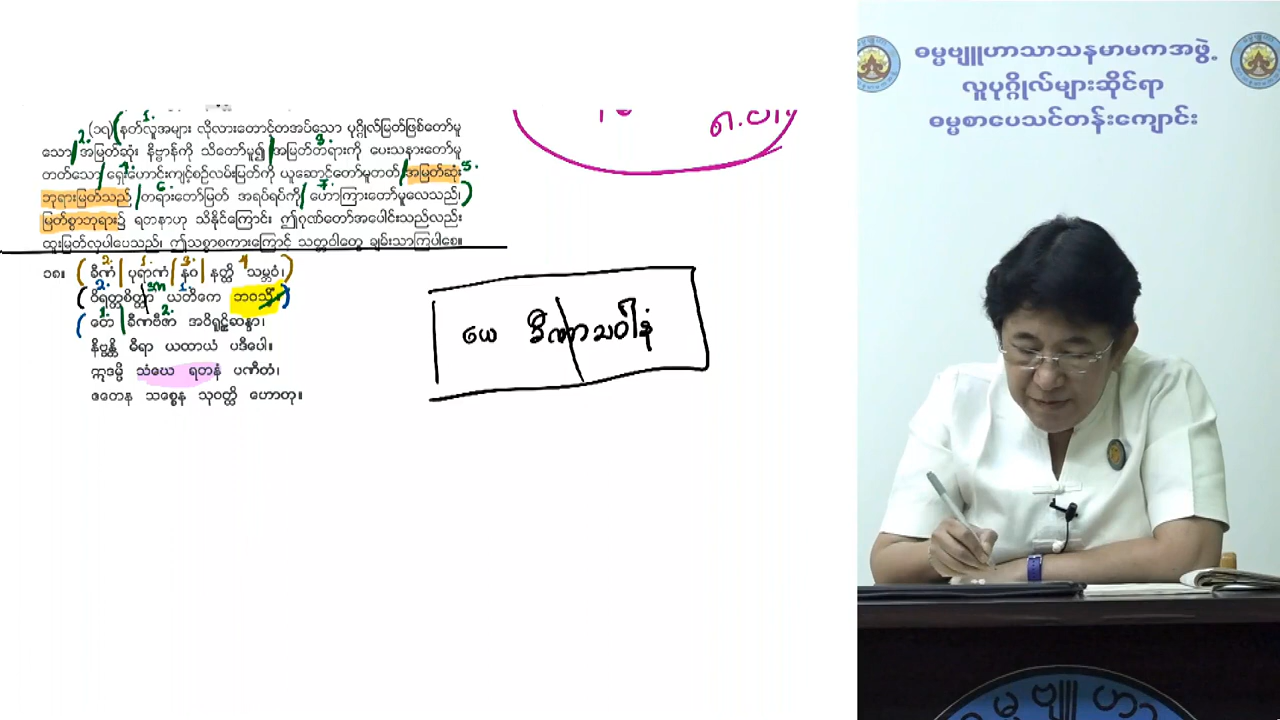 (၁၇) နတ်လူအများ လိုလားတောင့်တအပ်သော ပုဂ္ဂိုလ်မြတ်ဖြစ်တော်မူ
သော အမြတ်ဆုံး နိဗ္ဗာန်ကို သိတော်မူ၍ အမြတ်တရားကို ပေးသနားတော်မူ
တတ်သော ရှေးဟောင်းကျင့်စဉ်လမ်းမြတ်ကို ယူဆောင်တော်မူတတ် အမြတ်ဆုံး
ဘုရားမြတ်သည် တရားတော်မြတ် အရပ်ရပ်ကို ဟောကြားတော်မူလေသည်၊
မြတ်စွာဘုရား၌ ရတနာဟု သိနိုင်ကြောင်း ဤဂုဏ်တော်အပေါင်းသည်လည်း
ထူးမြတ်လှပါပေသည်၊ ဤသစ္စာစကားကြောင့် သတ္တဝါတွေ ချမ်းသာကြပါစေ။
၁၈။ ခီဏံ ပုရာဏံ နဝ နတ္ထိ သမ္ဘဝံ၊
ဝိရတ္တစိတ္တာ ယတိကေ ဘဝသ္မိံ၊
တေ ခီဏဗီဇာ အဝိရူဠှိဆန္ဒာ၊
နိဗ္ဗန္တိ ဓီရာ ယထာယံ ပဒီပေါ။
ဣဒမ္ပိ သံဃေ ရတနံ ပဏီတံ၊
ဧတေန သစ္စေန သုဝတ္ထိ ဟောတု။
ယေ ခီဏာသဝါနံ
ဓမ္မဗျူဟာသာသနမာမကအဖွဲ့
လူပုဂ္ဂိုလ်များဆိုင်ရာ
ဓမ္မစာပေသင်တန်းကျောင်း
ဓမ္မဗျူဟာ